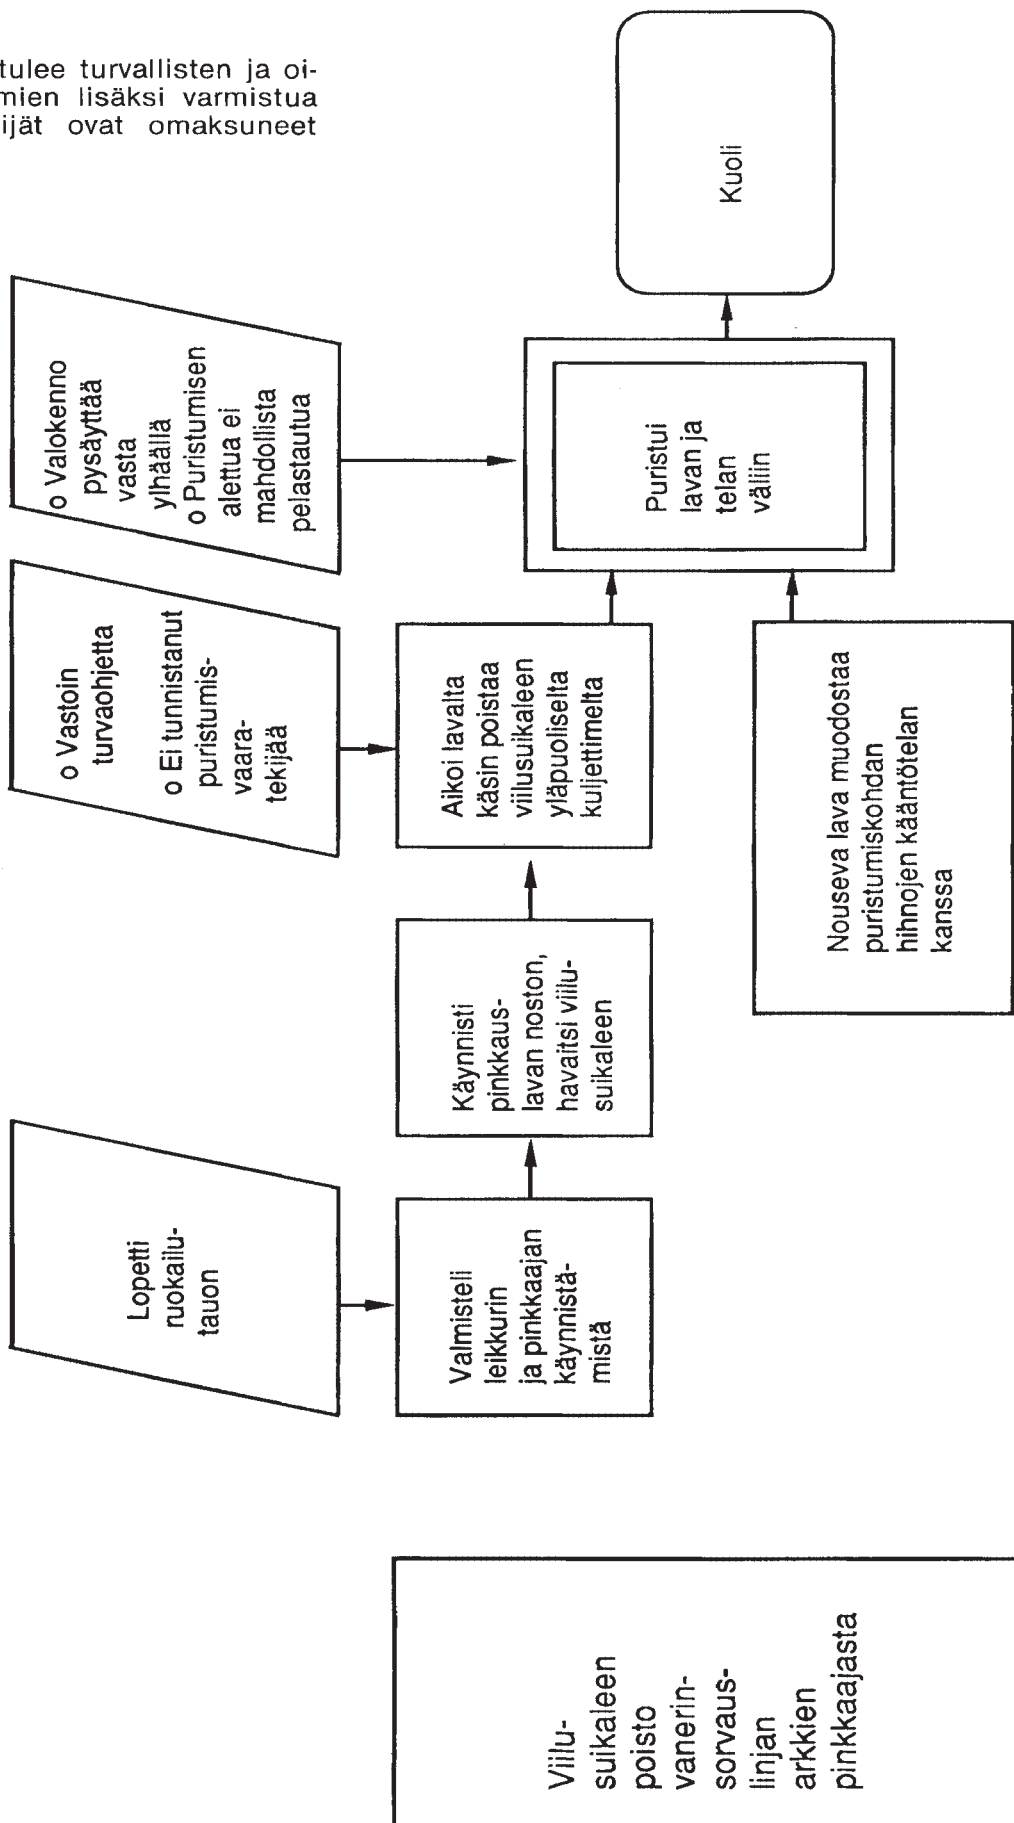 tulee turvallisten ja oi-
mien lisäksi varmistua
ijät ovat omaksuneet
Viilu-
suikaleen
poisto
vanerin-
sorvaus-
linjan
arkkien
pinkkaajasta
Lopetti
ruokailu-
tauon
Valmisteli
leikkurin
ja pinkkaajan
käynnistä-
mistä
Käynnisti
pinkkaus-
lavan noston,
havaitsi viilu-
suikaleen
o Vastoin
turvaohjetta
o Ei tunnistanut
puristumis-
vaara-
tekijää
Aikoi lavalta
käsin poistaa
viilusuikaleen
yläpuoliselta
kuljettimelta
Nouseva lava muodostaa
puristumiskohdan
hihnojen kääntötelan
kanssa
o Valokenno
pysäyttää
vasta
ylhäällä
o Puristumisen
alettua ei
mahdollista
pelastautua
Puristui
lavan ja
telan
väliin
Kuoli